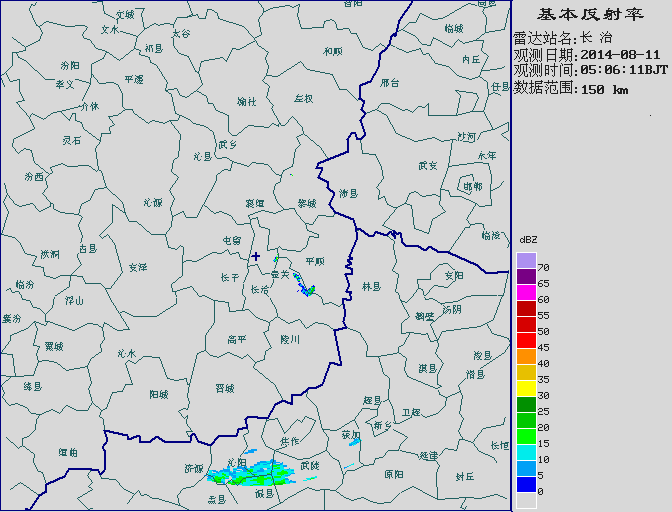 基本反射率
雷达站名:长 治
观测日期:2014-08-11
观测时间:05:06:11BJT
数据范围:150 km
文城
文水
太谷
祁县
昔阳
和顺
临城
内丘
汾阳
孝义
平遥
介休
榆社
左权
邢台
任县
灵石
武乡
沁县
沙河
永年
武安
邯郸
汾西
沁源
襄垣
黎城
涉县
临漳
屯留
洪洞
古县
安泽
平顺
壶关
长子
长治
林县
安阳
汤阴
鹤壁
临汾
浮山
襄汾
翼城
沁水
高平
陵川
浚县
淇县
滑县
绛县
阳城
晋城
辉县
卫辉
新乡
获加
焦作
长垣
垣曲
济源
沁阳
武陟
延津
原阳
封丘
孟县
温县
dBZ
70
65
60
55
50
45
40
35
30
25
20
15
10
5
0